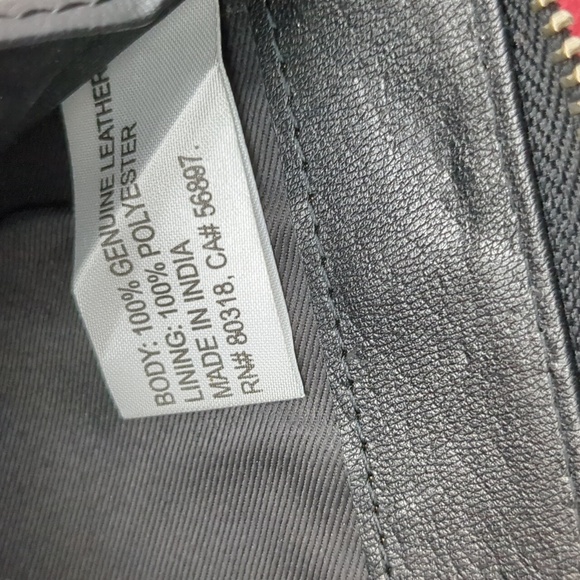 BODY: 100% GENUINE LEATHER
LINING: 100% POLYESTER
MADE IN INDIA
RN# 80318, CA# 56897.